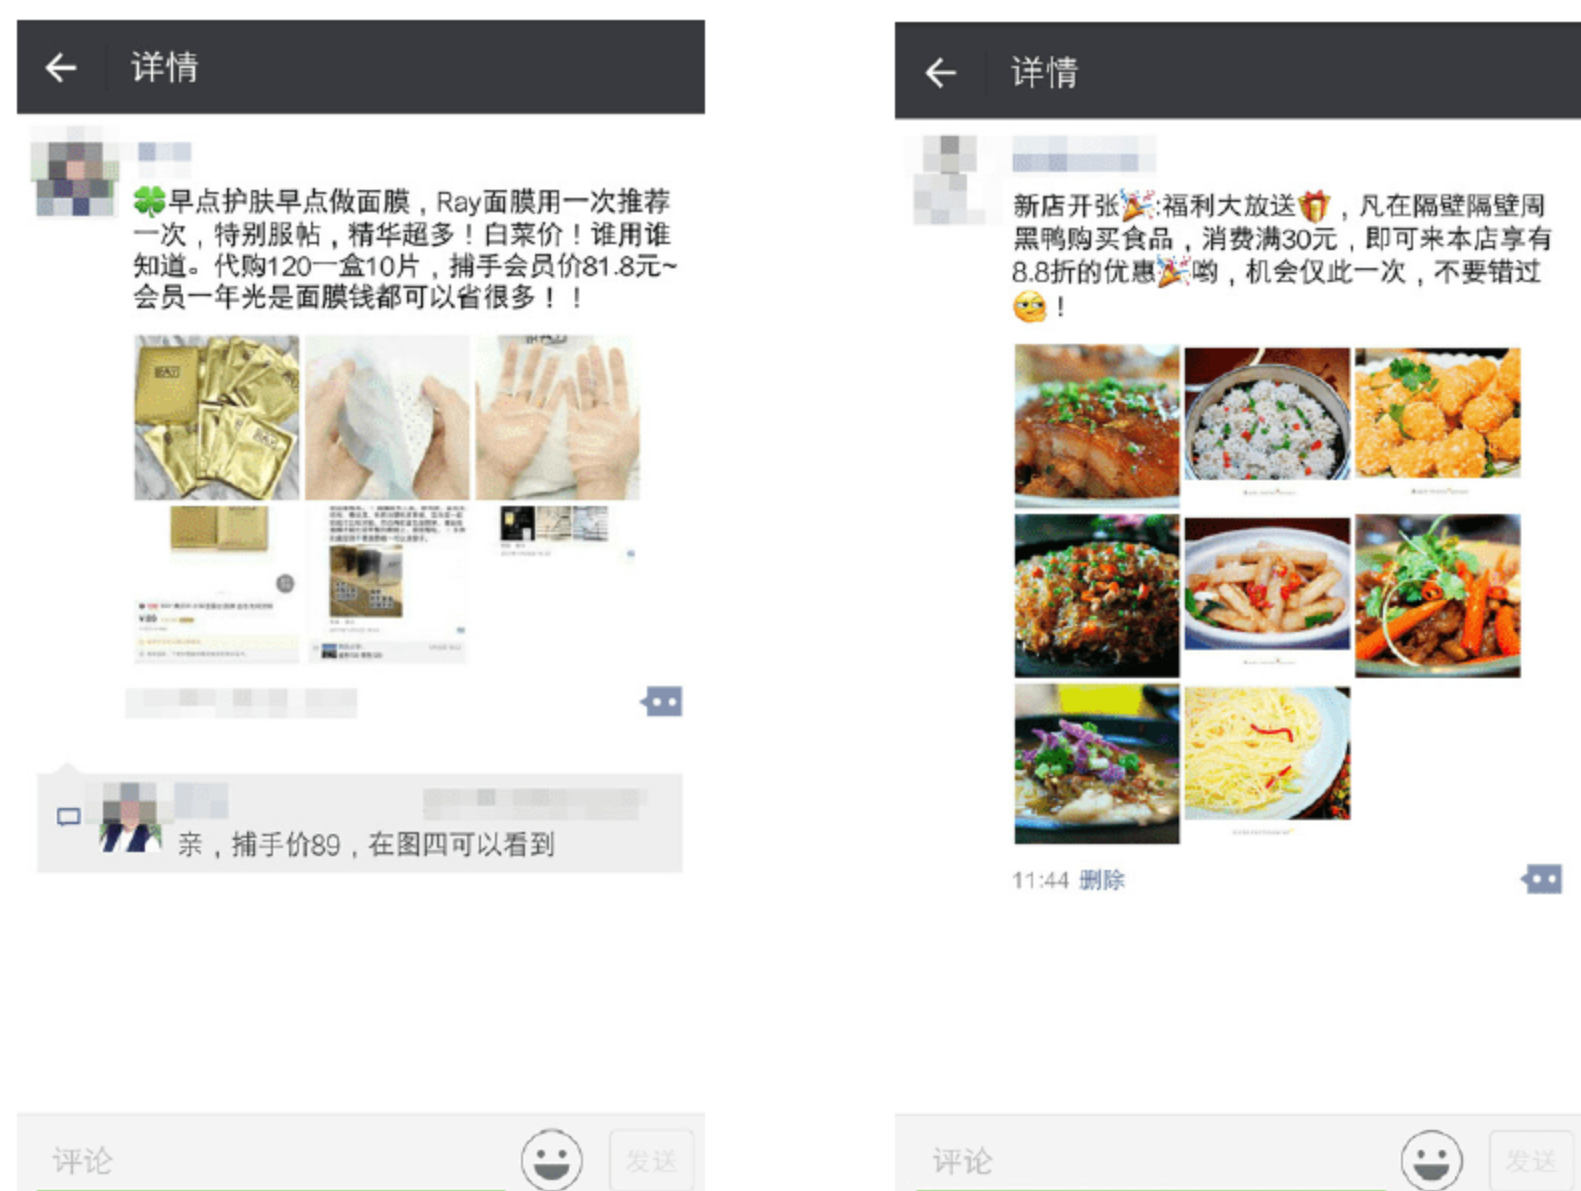 详情
早点护肤早点做面膜，Ray面膜用一次推荐
一次，特别服帖，精华超多！白菜价！谁用谁
知道。代购120一盒10片，捕手会员价81.8元~
会员一年光是面膜钱都可以省很多！！
RAY
RAY
¥89
亲，捕手价89，在图四可以看到
评论
发送
详情
新店开张:福利大放送，凡在隔壁隔壁周
黑鸭购买食品，消费满30元，即可来本店享有
8.8折的优惠哟，机会仅此一次，不要错过
！
11:44 删除
评论
发送